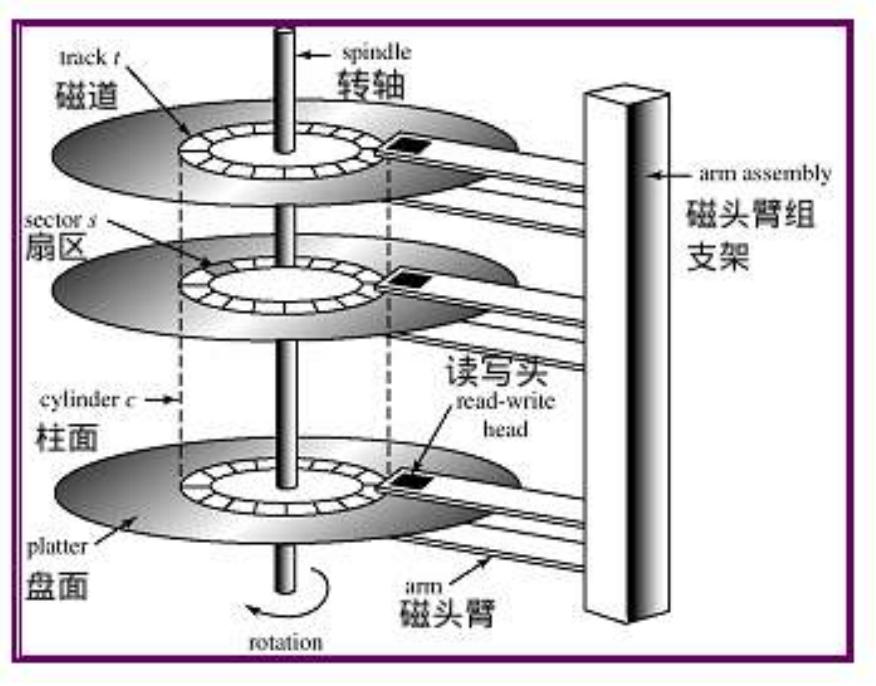 track t
磁道
spindle
转轴
arm assembly
磁头臂组
支架
sector s
扇区
读写头
read-write
head
cylinder c
柱面
platter
盘面
arm
磁头臂
rotation